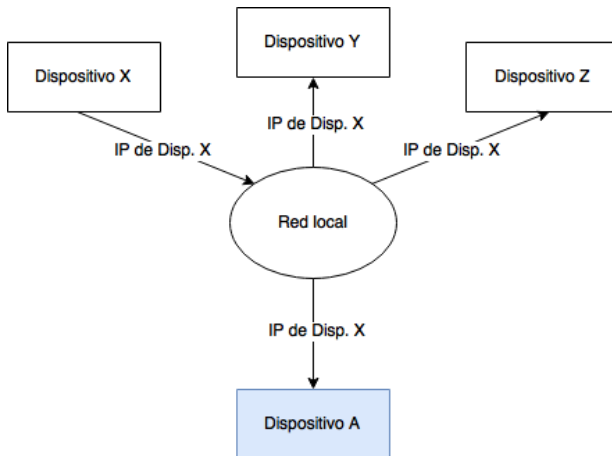 Dispositivo Y
Dispositivo X
Dispositivo Z
IP de Disp. X
IP de Disp. X
IP de Disp. X
Red local
IP de Disp. X
Dispositivo A